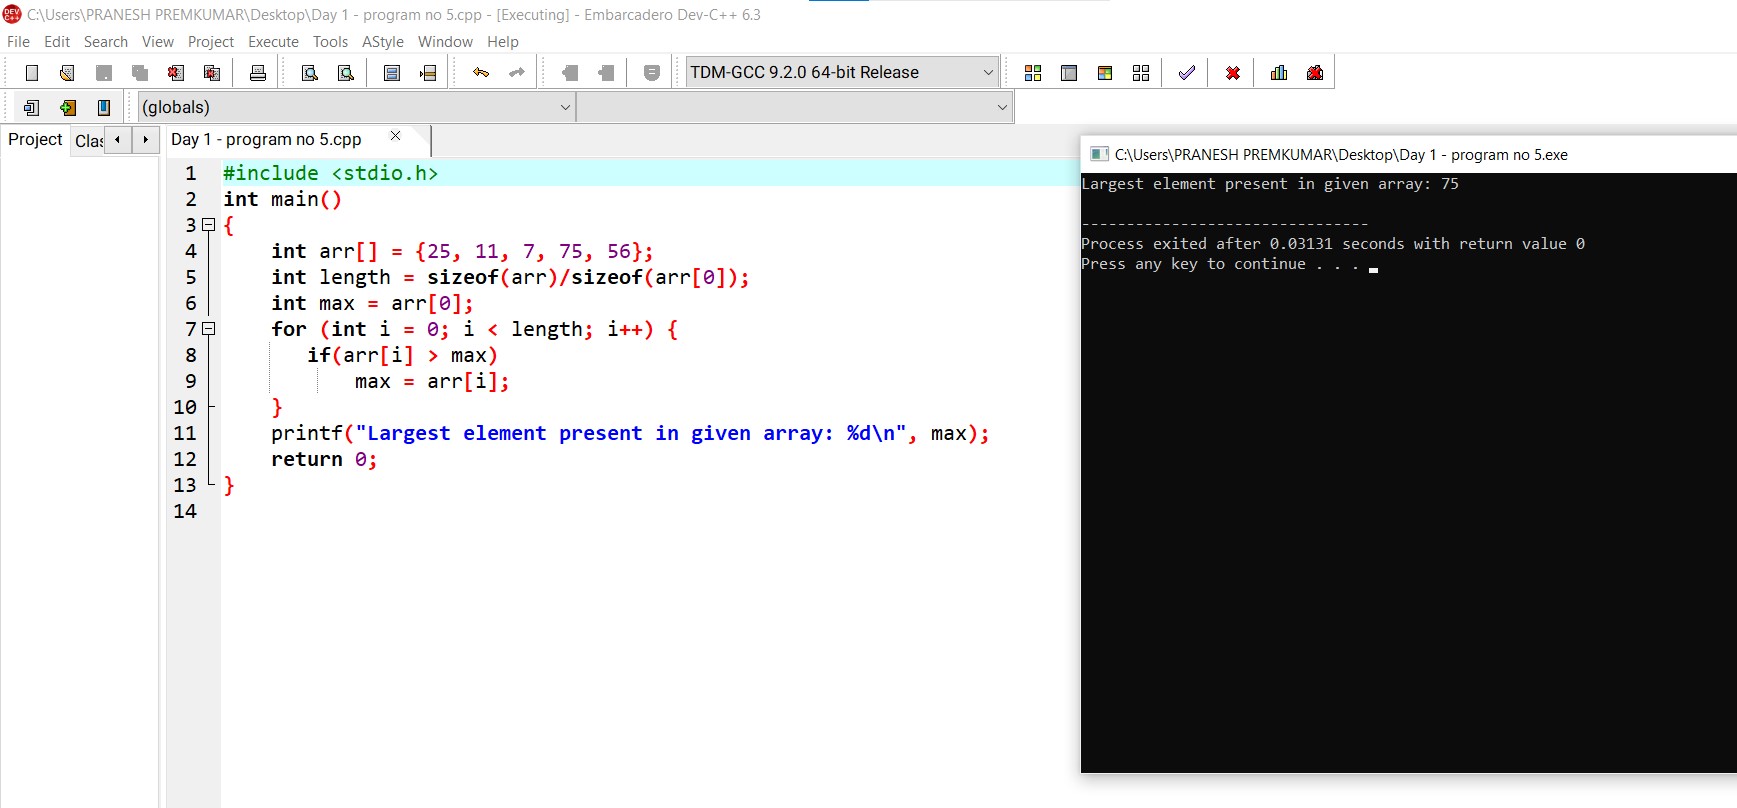 C:\Users\PRANESH PREMKUMAR\Desktop\Day 1 - program no 5.cpp - [Executing] - Embarcadero Dev-C++ 6.3
File Edit Search View Project Execute Tools AStyle Window Help
TDM-GCC 9.2.0 64-bit Release
(globals)
Project Clas Day 1 - program no 5.cpp
1 #include <stdio.h>
2 int main()
3 {
4 int arr[] = {25, 11, 7, 75, 56};
5 int length = sizeof(arr)/sizeof(arr[0]);
6 int max = arr[0];
7 for (int i = 0; i < length; i++) {
8 if(arr[i] > max)
9 max = arr[i];
10 }
11 printf("Largest element present in given array: %d\n", max);
12 return 0;
13 }
14
C:\Users\PRANESH PREMKUMAR\Desktop\Day 1 - program no 5.exe
Largest element present in given array: 75
--------------------------------
Process exited after 0.03131 seconds with return value 0
Press any key to continue . . .